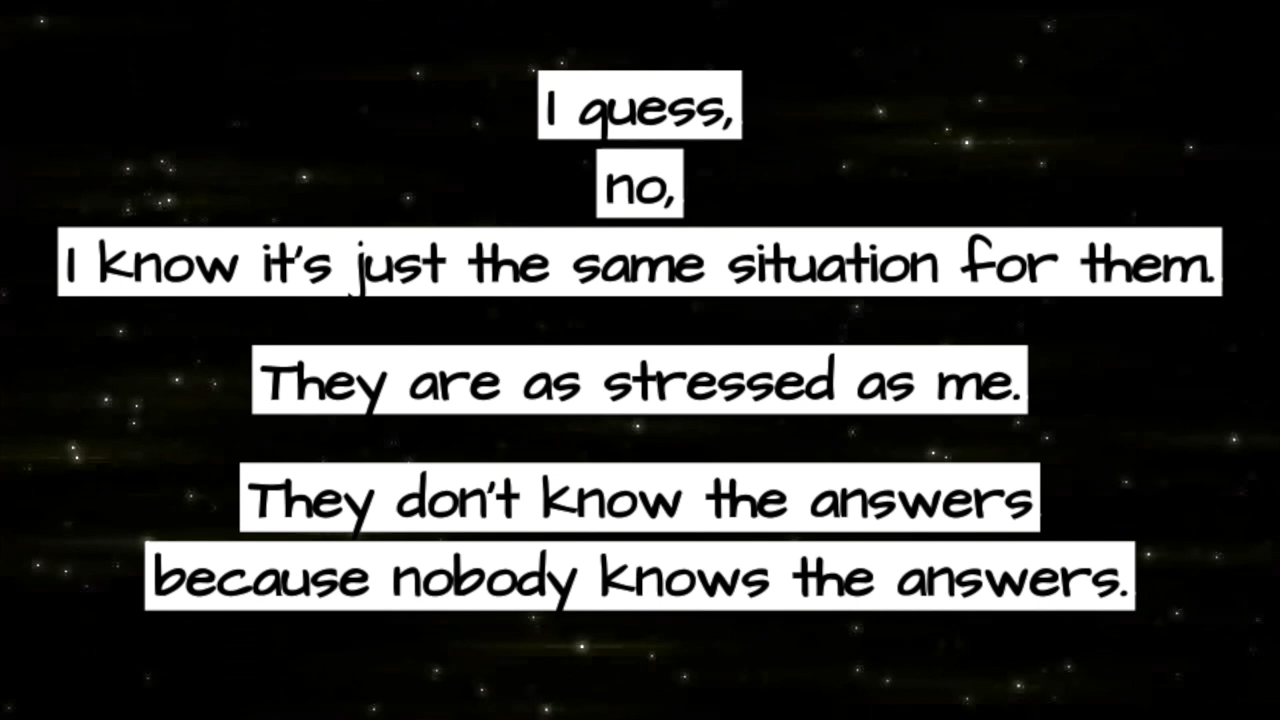 I guess,
no,
I know it's just the same situation for them.
They are as stressed as me.
They don't know the answers
because nobody knows the answers.